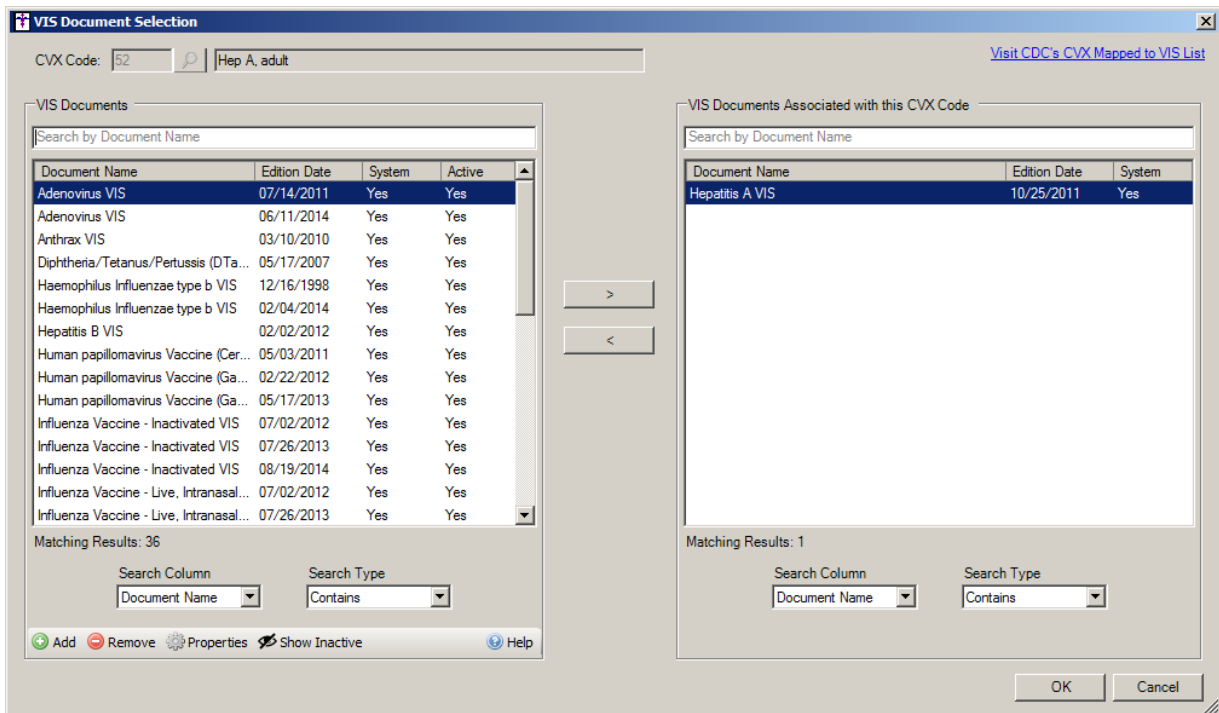 VIS Document Selection
CVX Code: 52 Hep A, adult Visit CDC's CVX Mapped to VIS List
VIS Documents
Search by Document Name
Document Name Edition Date System Active
Adenovirus VIS 07/14/2011 Yes Yes
Adenovirus VIS 06/11/2014 Yes Yes
Anthrax VIS 03/10/2010 Yes Yes
Diphtheria/Tetanus/Pertussis (DTa... 05/17/2007 Yes Yes
Haemophilus Influenzae type b VIS 12/16/1998 Yes Yes
Haemophilus Influenzae type b VIS 02/04/2014 Yes Yes
Hepatitis B VIS 02/02/2012 Yes Yes
Human papillomavirus Vaccine (Cer... 05/03/2011 Yes Yes
Human papillomavirus Vaccine (Ga... 02/22/2012 Yes Yes
Human papillomavirus Vaccine (Ga... 05/17/2013 Yes Yes
Influenza Vaccine - Inactivated VIS 07/02/2012 Yes Yes
Influenza Vaccine - Inactivated VIS 07/26/2013 Yes Yes
Influenza Vaccine - Inactivated VIS 08/19/2014 Yes Yes
Influenza Vaccine - Live, Intranasal... 07/02/2012 Yes Yes
Influenza Vaccine - Live, Intranasal... 07/26/2013 Yes Yes
Matching Results: 36
Search Column Search Type
Document Name Contains
Add Remove Properties Show Inactive Help
>
<
VIS Documents Associated with this CVX Code
Search by Document Name
Document Name Edition Date System
Hepatitis A VIS 10/25/2011 Yes
Matching Results: 1
Search Column Search Type
Document Name Contains
OK Cancel